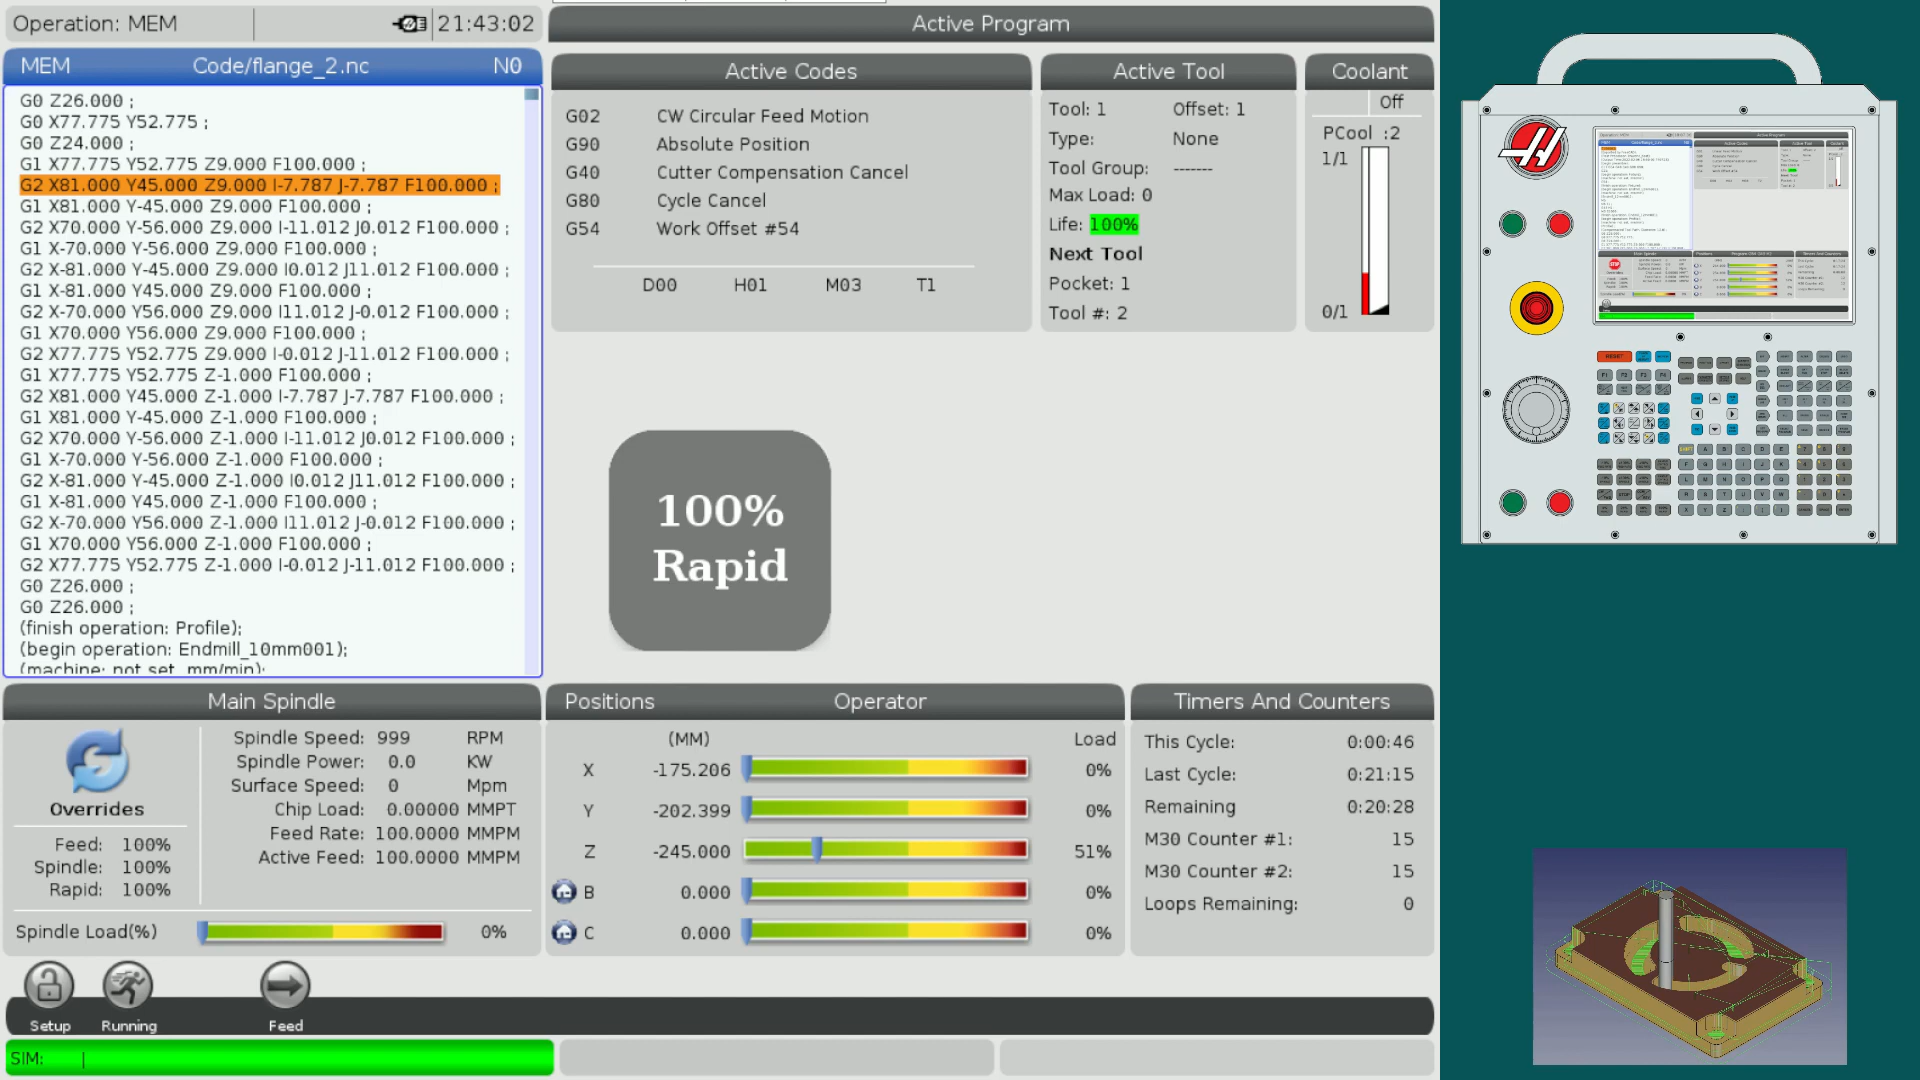 Operation: MEM
21:43:02
MEM Code/flange_2.nc N0
G0 Z26.000 ;
G0 X77.775 Y52.775 ;
G0 Z24.000 ;
G1 X77.775 Y52.775 Z9.000 F100.000 ;
G2 X81.000 Y45.000 Z9.000 I-7.787 J-7.787 F100.000 ;
G1 X81.000 Y-45.000 Z9.000 F100.000 ;
G2 X70.000 Y-56.000 Z9.000 I-11.012 J0.012 F100.000 ;
G1 X-70.000 Y-56.000 Z9.000 F100.000 ;
G2 X-81.000 Y-45.000 Z9.000 I0.012 J11.012 F100.000 ;
G1 X-81.000 Y45.000 Z9.000 F100.000 ;
G2 X-70.000 Y56.000 Z9.000 I11.012 J-0.012 F100.000 ;
G1 X70.000 Y56.000 Z9.000 F100.000 ;
G2 X77.775 Y52.775 Z9.000 I-0.012 J-11.012 F100.000 ;
G1 X77.775 Y52.775 Z-1.000 F100.000 ;
G2 X81.000 Y45.000 Z-1.000 I-7.787 J-7.787 F100.000 ;
G1 X81.000 Y-45.000 Z-1.000 F100.000 ;
G2 X70.000 Y-56.000 Z-1.000 I-11.012 J0.012 F100.000 ;
G1 X-70.000 Y-56.000 Z-1.000 F100.000 ;
G2 X-81.000 Y-45.000 Z-1.000 I0.012 J11.012 F100.000 ;
G1 X-81.000 Y45.000 Z-1.000 F100.000 ;
G2 X-70.000 Y56.000 Z-1.000 I11.012 J-0.012 F100.000 ;
G1 X70.000 Y56.000 Z-1.000 F100.000 ;
G2 X77.775 Y52.775 Z-1.000 I-0.012 J-11.012 F100.000 ;
G0 Z26.000 ;
G0 Z26.000 ;
(finish operation: Profile);
(begin operation: Endmill_10mm001);
(machine: not set, mm/min);
Active Program
Active Codes
G02 CW Circular Feed Motion
G90 Absolute Position
G40 Cutter Compensation Cancel
G80 Cycle Cancel
G54 Work Offset #54
D00 H01 M03 T1
Active Tool
Tool: 1 Offset: 1
Type: None
Tool Group: -------
Max Load: 0
Life: 100%
Next Tool
Pocket: 1
Tool #: 2
Coolant
Off
PCool :2
1/1
0/1
100%
Rapid
Main Spindle
Overrides
Feed: 100%
Spindle: 100%
Rapid: 100%
Spindle Speed: 999 RPM
Spindle Power: 0.0 KW
Surface Speed: 0 Mpm
Chip Load: 0.00000 MMPT
Feed Rate: 100.0000 MMPM
Active Feed: 100.0000 MMPM
Spindle Load(%) 0%
Positions Operator
(MM) Load
X -175.206 0%
Y -202.399 0%
Z -245.000 51%
B 0.000 0%
C 0.000 0%
Timers And Counters
This Cycle: 0:00:46
Last Cycle: 0:21:15
Remaining 0:20:28
M30 Counter #1: 15
M30 Counter #2: 15
Loops Remaining: 0
Setup Running Feed
SIM: